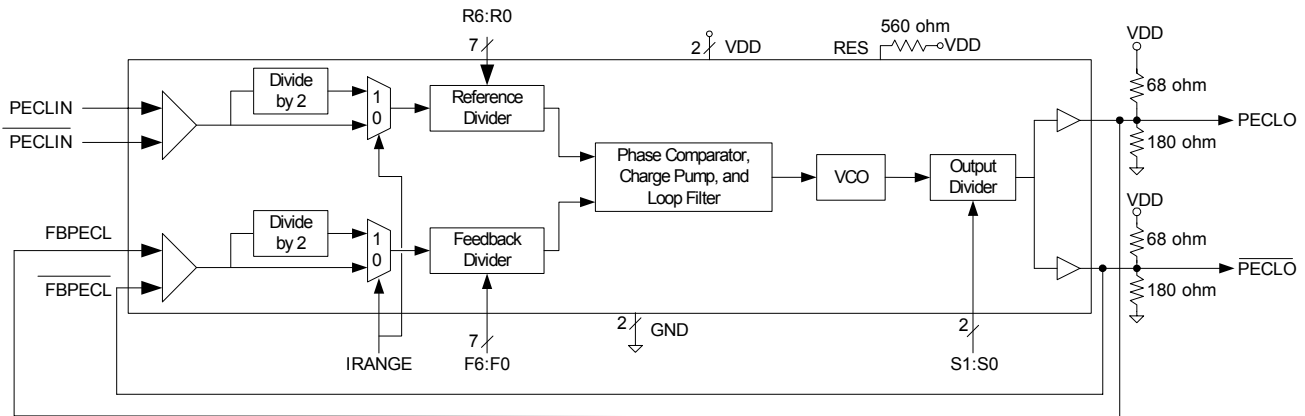 R6:R0
7
2
VDD
RES
560 ohm
VDD
VDD
68 ohm
180 ohm
PECLO
PECLIN
PECLIN
Divide
by 2
1
0
Reference
Divider
Phase Comparator,
Charge Pump, and
Loop Filter
VCO
Output
Divider
FBPECL
FBPECL
Divide
by 2
1
0
Feedback
Divider
VDD
68 ohm
180 ohm
PECLO
IRANGE
7
F6:F0
2
GND
2
S1:S0